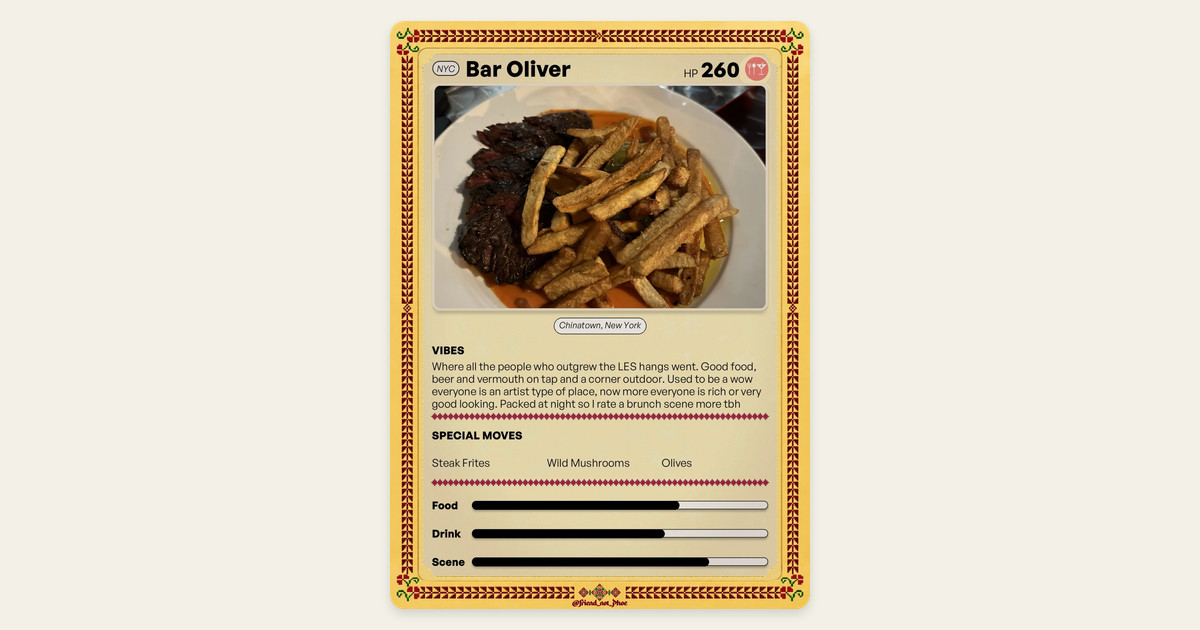 NYC Bar Oliver HP 260
Chinatown, New York
VIBES
Where all the people who outgrew the LES hangs went. Good food,
beer and vermouth on tap and a corner outdoor. Used to be a wow
everyone is an artist type of place, now more everyone is rich or very
good looking. Packed at night so I rate a brunch scene more tbh
SPECIAL MOVES
Steak Frites Wild Mushrooms Olives
Food
Drink
Scene
@friend_not_phoe